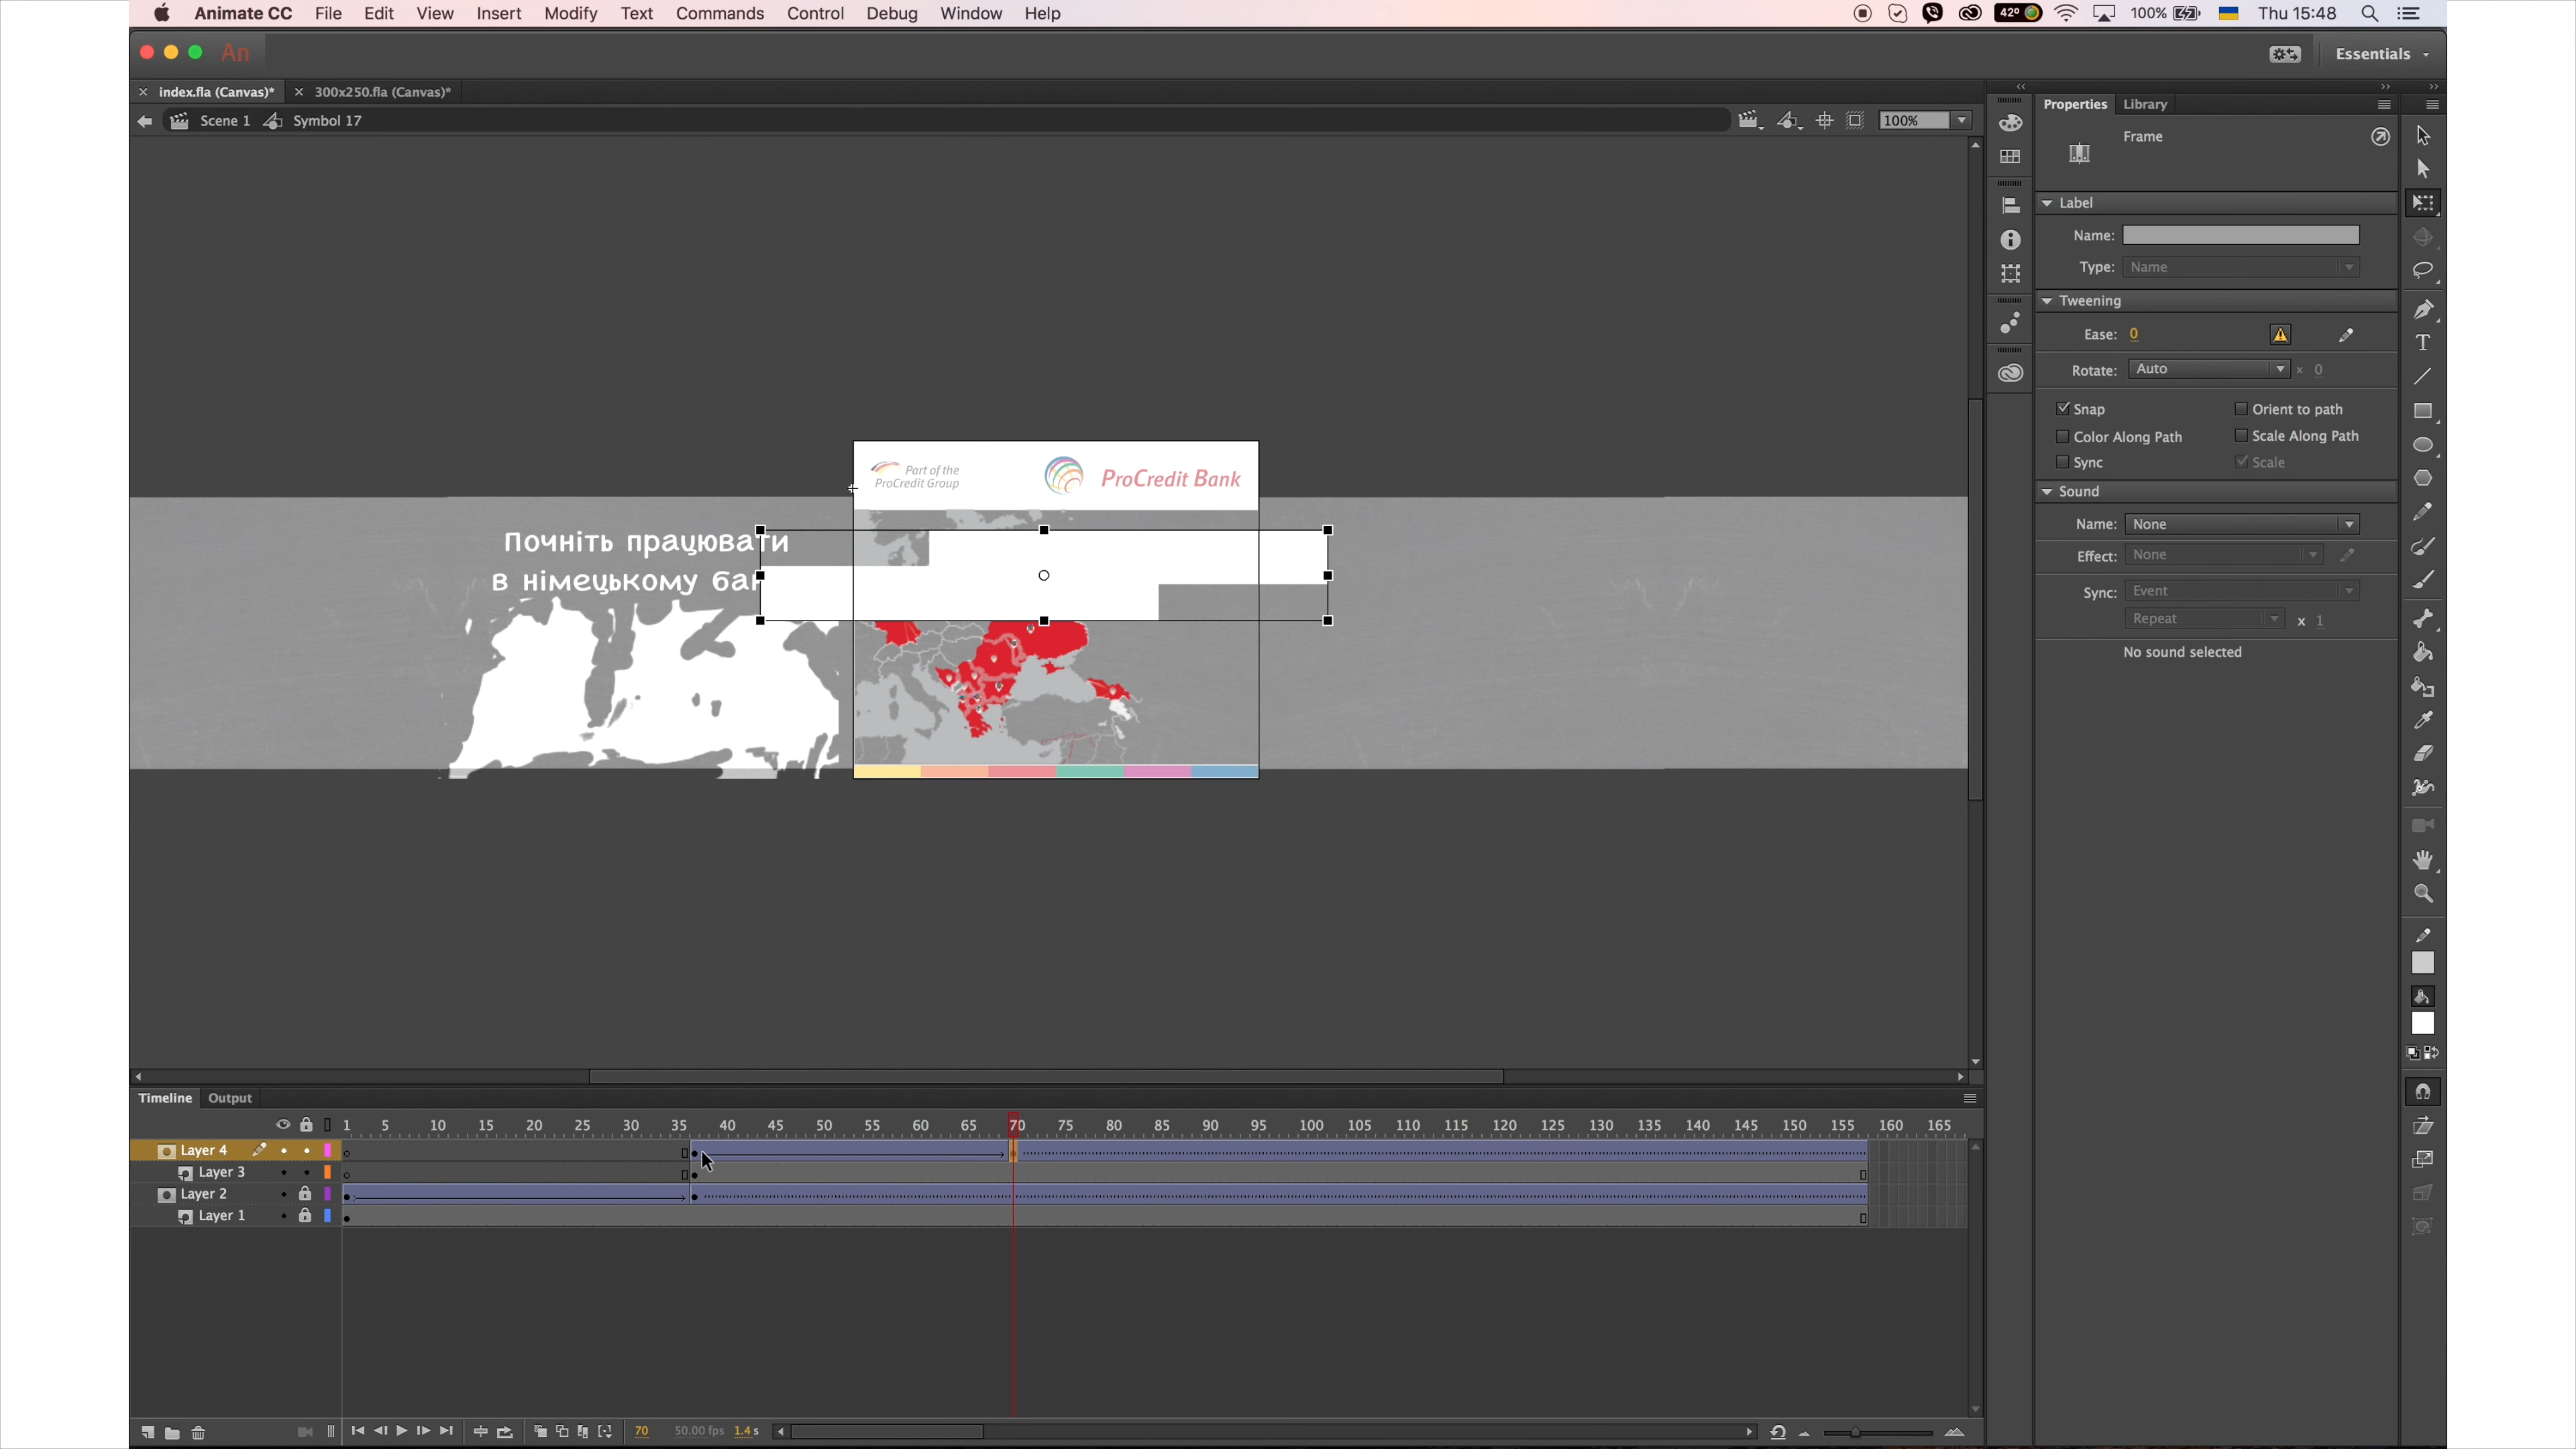 Animate CC File Edit View Insert Modify Text Commands Control Debug Window Help
42° 100% Thu 15:48
An
Essentials
index.fla (Canvas)* 300x250.fla (Canvas)*
Scene 1 Symbol 17
100%
Properties Library
Frame
Label
Name:
Type: Name
Tweening
Ease: 0
Rotate: Auto x 0
Snap Orient to path
Color Along Path Scale Along Path
Sync Scale
Sound
Name: None
Effect: None
Sync: Event
Repeat x 1
No sound selected
Part of the
ProCredit Group
ProCredit Bank
Почніть працювати
в німецькому бан
Timeline Output
1 5 10 15 20 25 30 35 40 45 50 55 60 65 70 75 80 85 90 95 100 105 110 115 120 125 130 135 140 145 150 155 160 165
Layer 4
Layer 3
Layer 2
Layer 1
70 50.00 fps 1.4 s